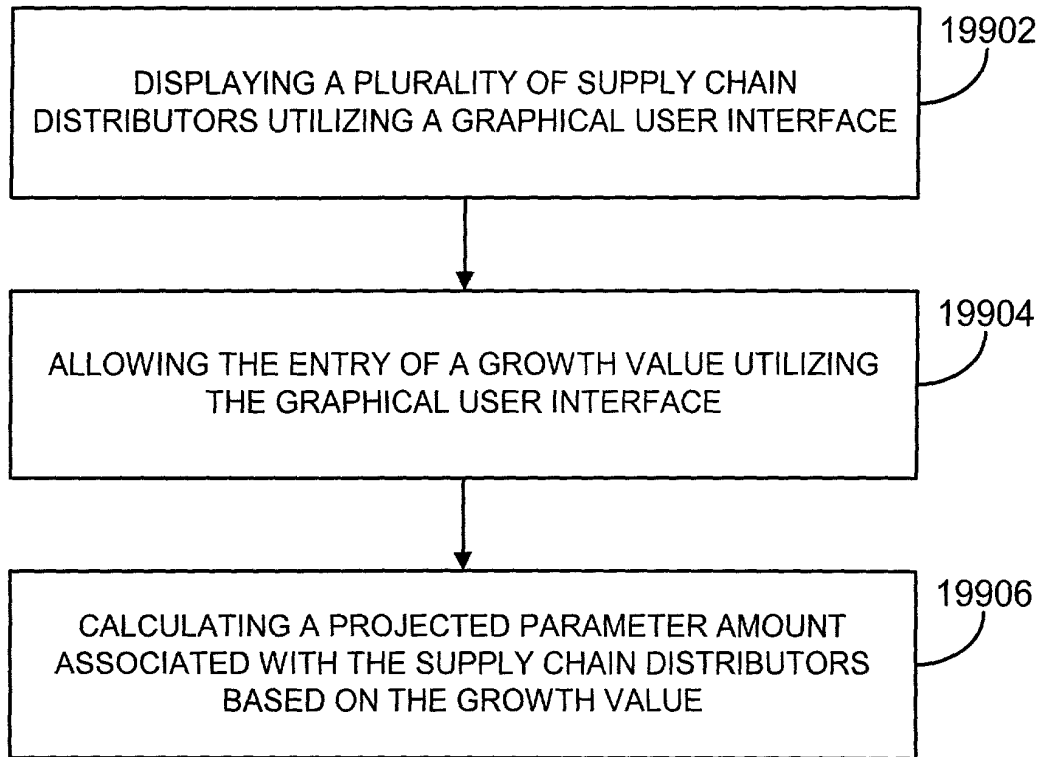 19902
DISPLAYING A PLURALITY OF SUPPLY CHAIN
DISTRIBUTORS UTILIZING A GRAPHICAL USER INTERFACE
19904
ALLOWING THE ENTRY OF A GROWTH VALUE UTILIZING
THE GRAPHICAL USER INTERFACE
19906
CALCULATING A PROJECTED PARAMETER AMOUNT
ASSOCIATED WITH THE SUPPLY CHAIN DISTRIBUTORS
BASED ON THE GROWTH VALUE